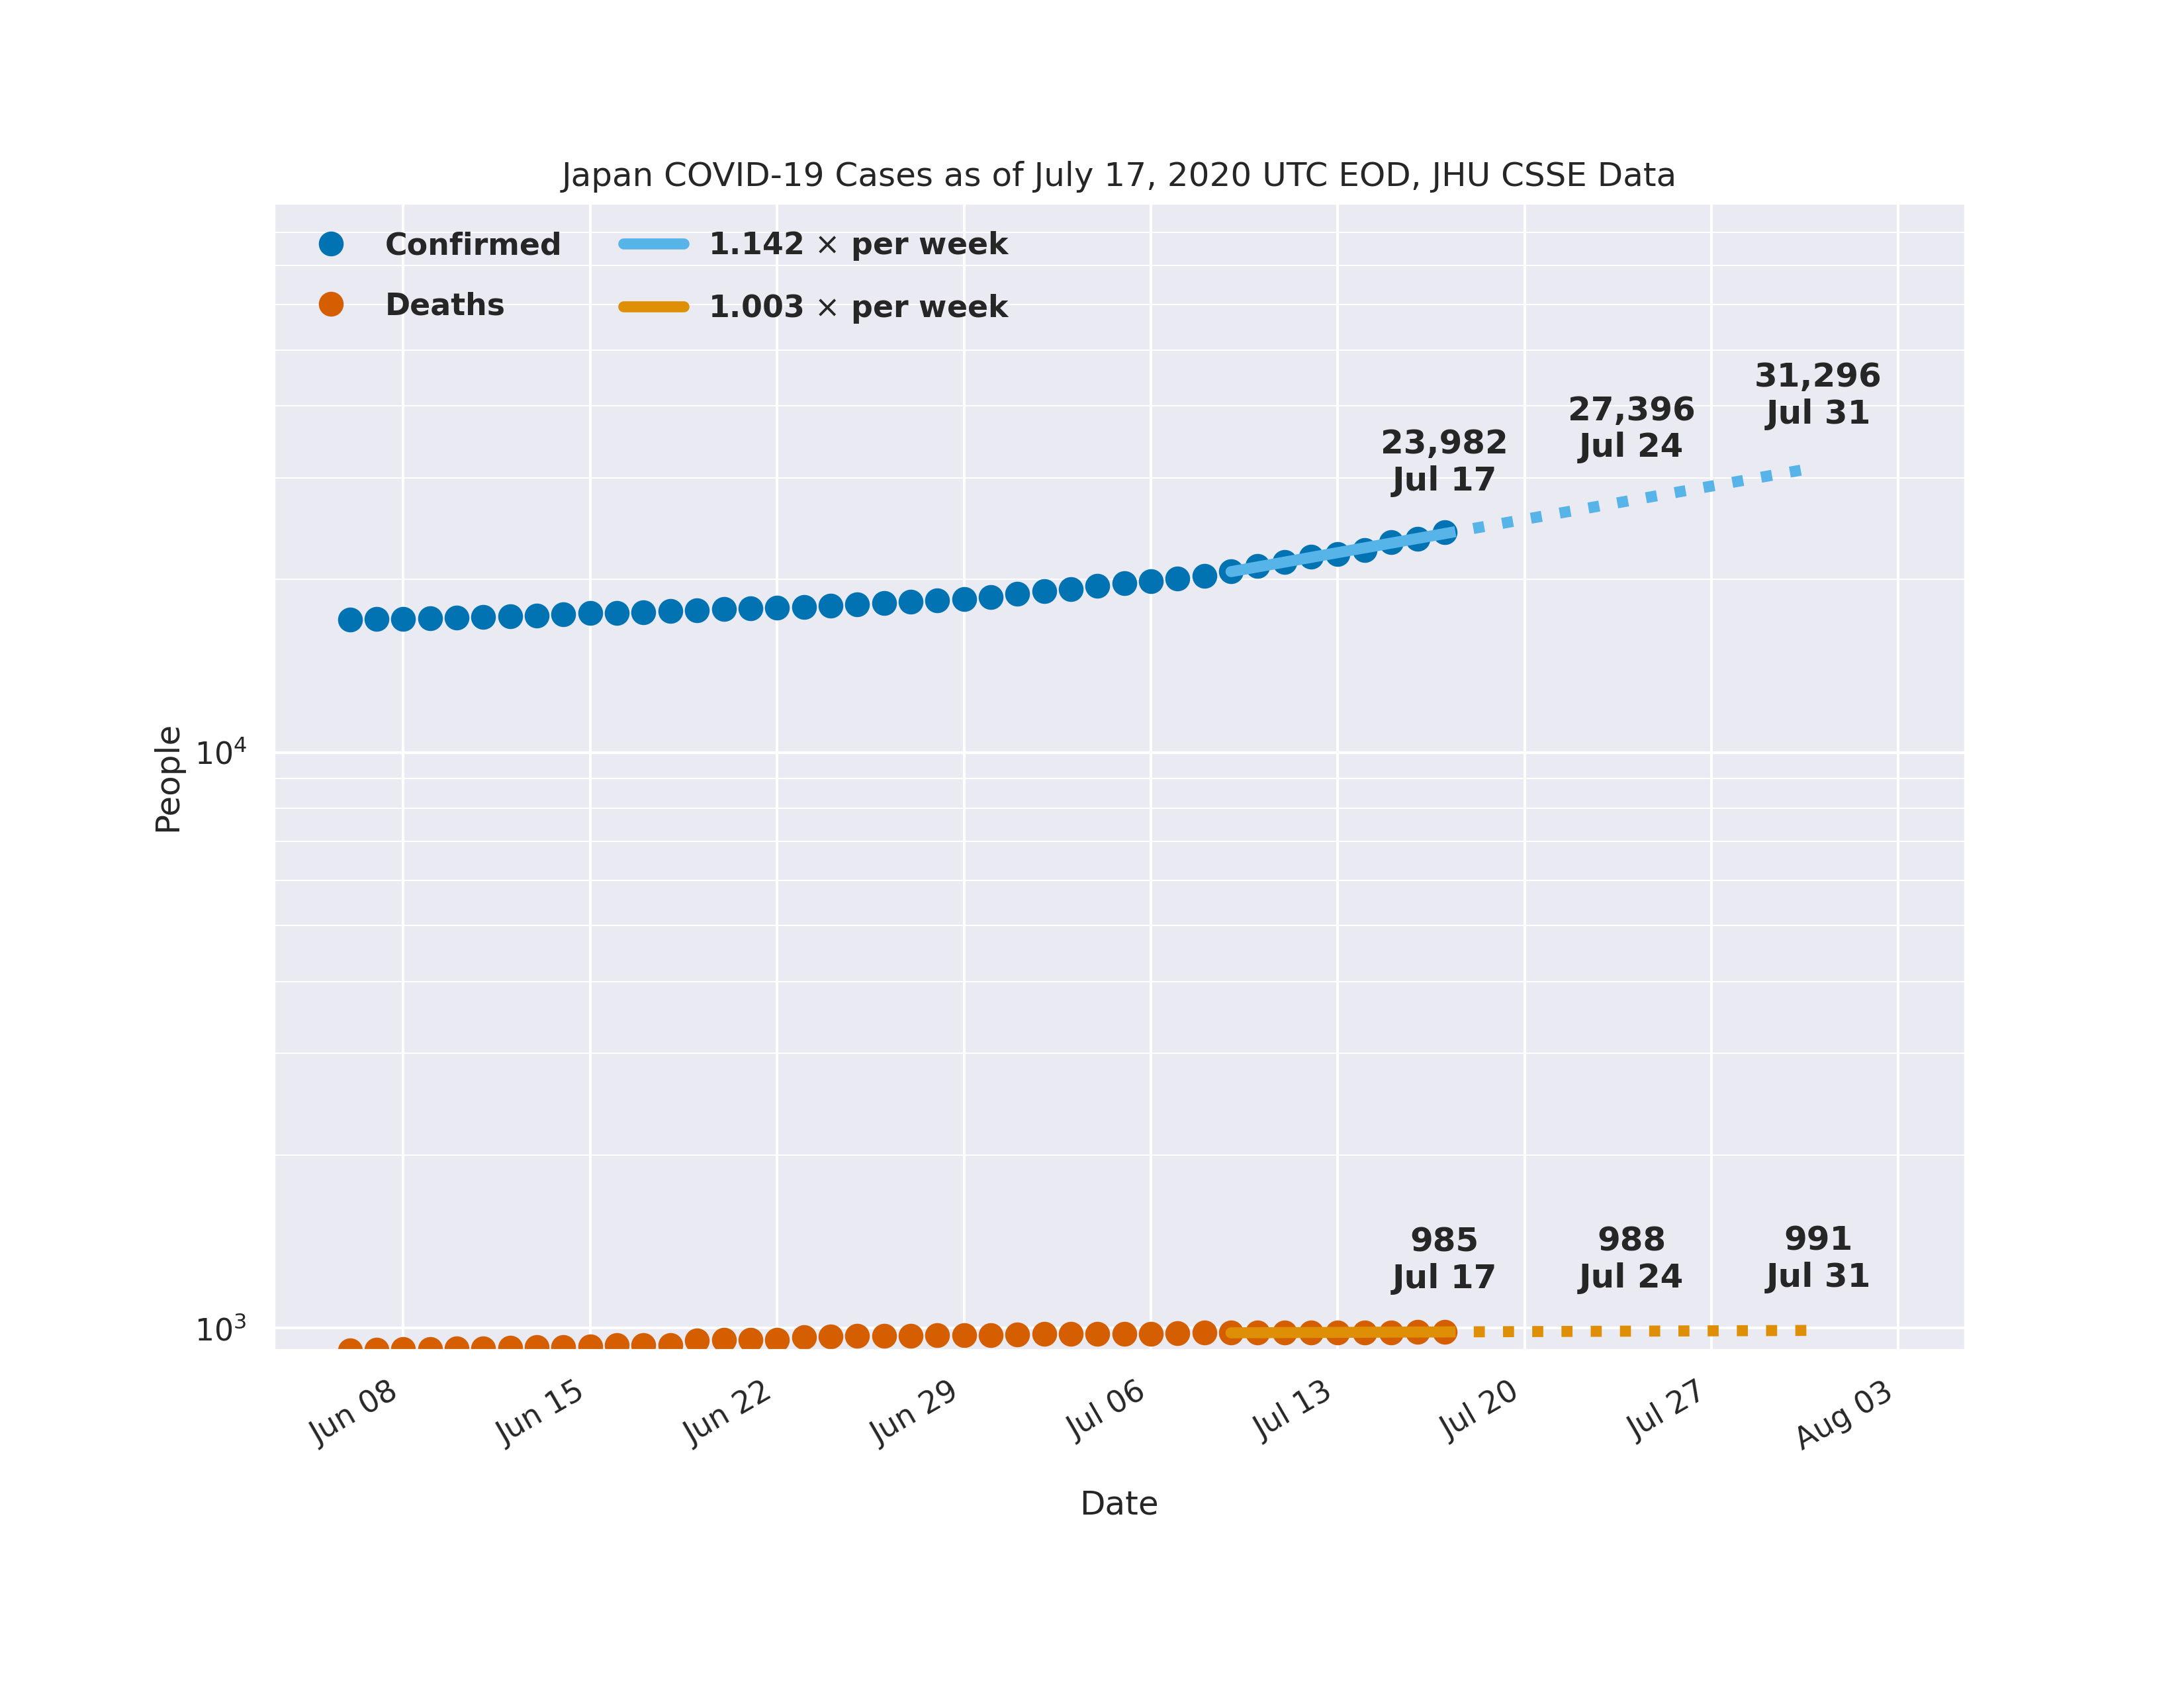 Japan COVID-19 Cases as of July 17, 2020 UTC EOD, JHU CSSE Data
Confirmed
Deaths
1.142 × per week
1.003 × per week
31,296
Jul 31
27,396
Jul 24
23,982
Jul 17
People
10⁴
10³
985
Jul 17
988
Jul 24
991
Jul 31
Jun 08
Jun 15
Jun 22
Jun 29
Jul 06
Jul 13
Jul 20
Jul 27
Aug 03
Date